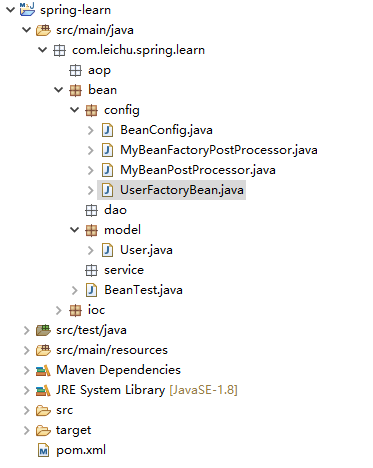 spring-learn
src/main/java
com.leichu.spring.learn
aop
bean
config
BeanConfig.java
MyBeanFactoryPostProcessor.java
MyBeanPostProcessor.java
UserFactoryBean.java
dao
model
User.java
service
BeanTest.java
ioc
src/test/java
src/main/resources
Maven Dependencies
JRE System Library [JavaSE-1.8]
src
target
pom.xml